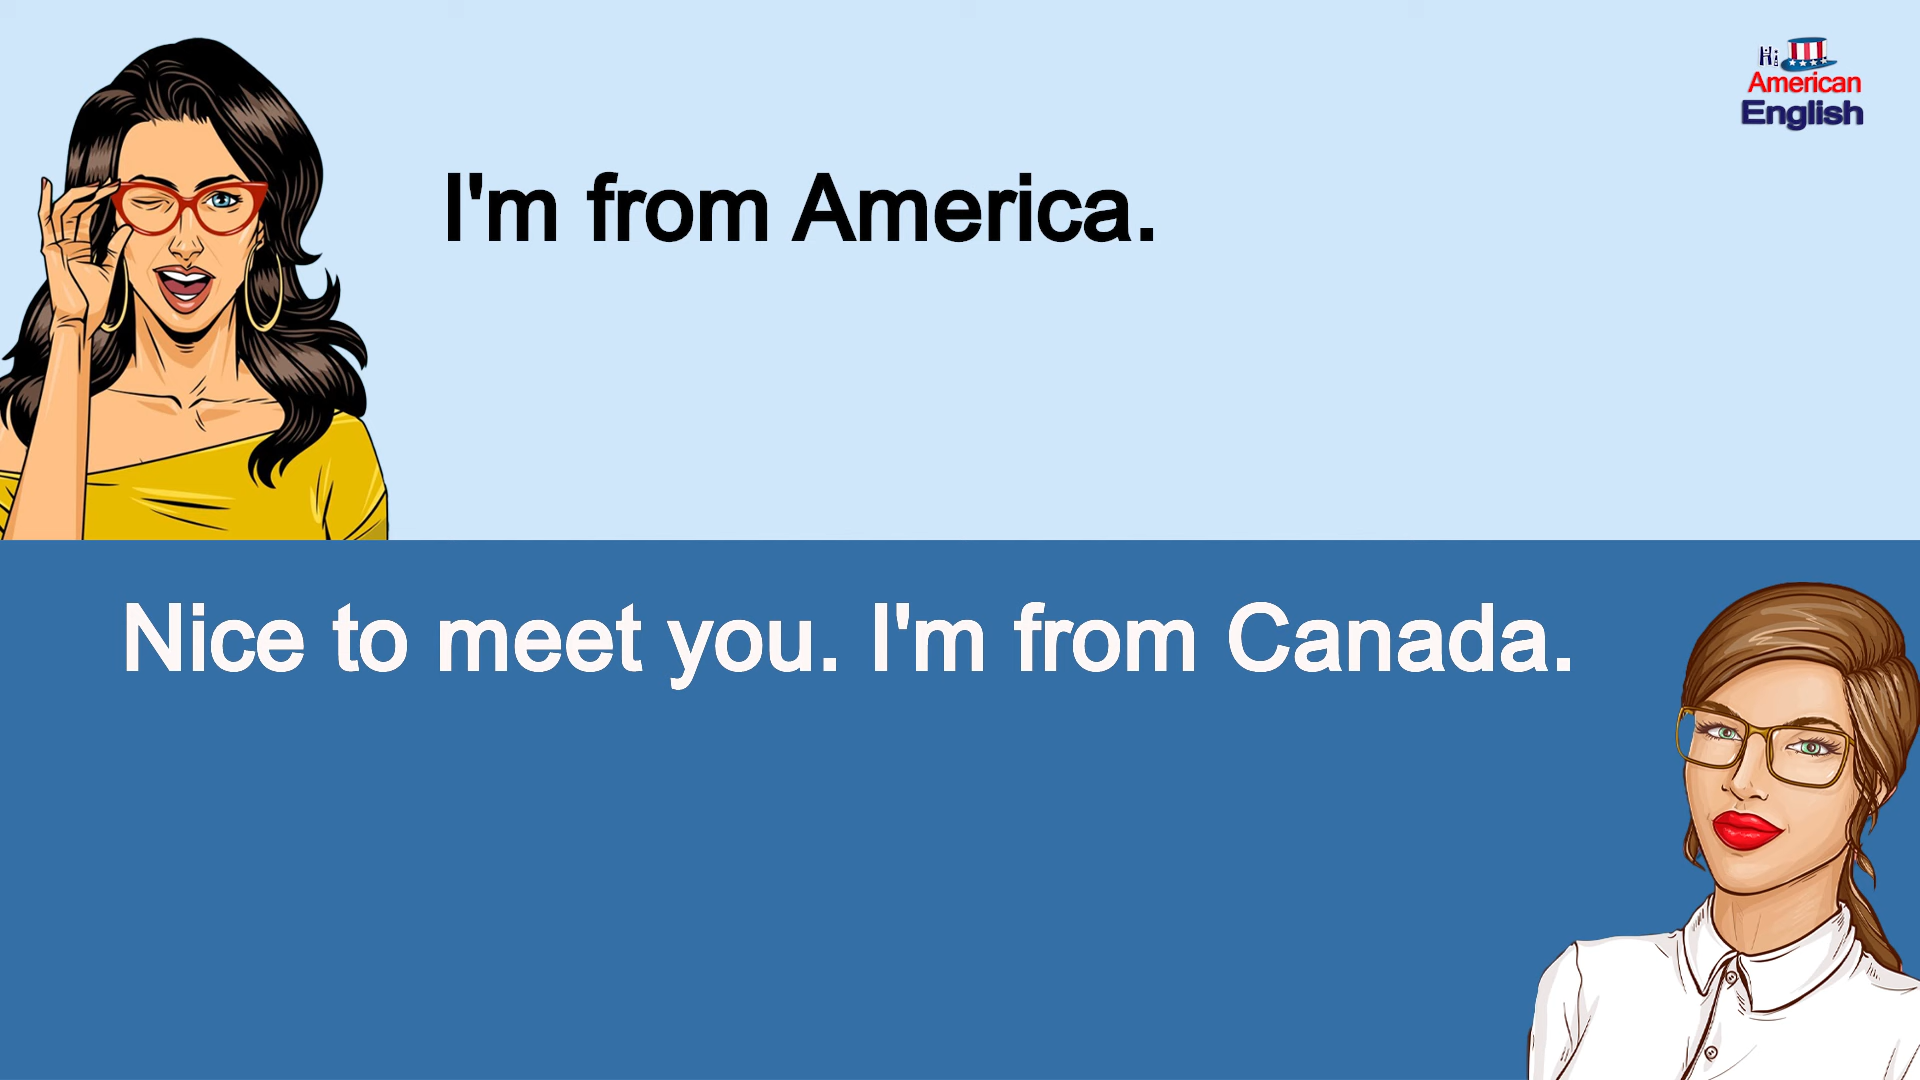 Hi
American
English
I'm from America.
Nice to meet you. I'm from Canada.